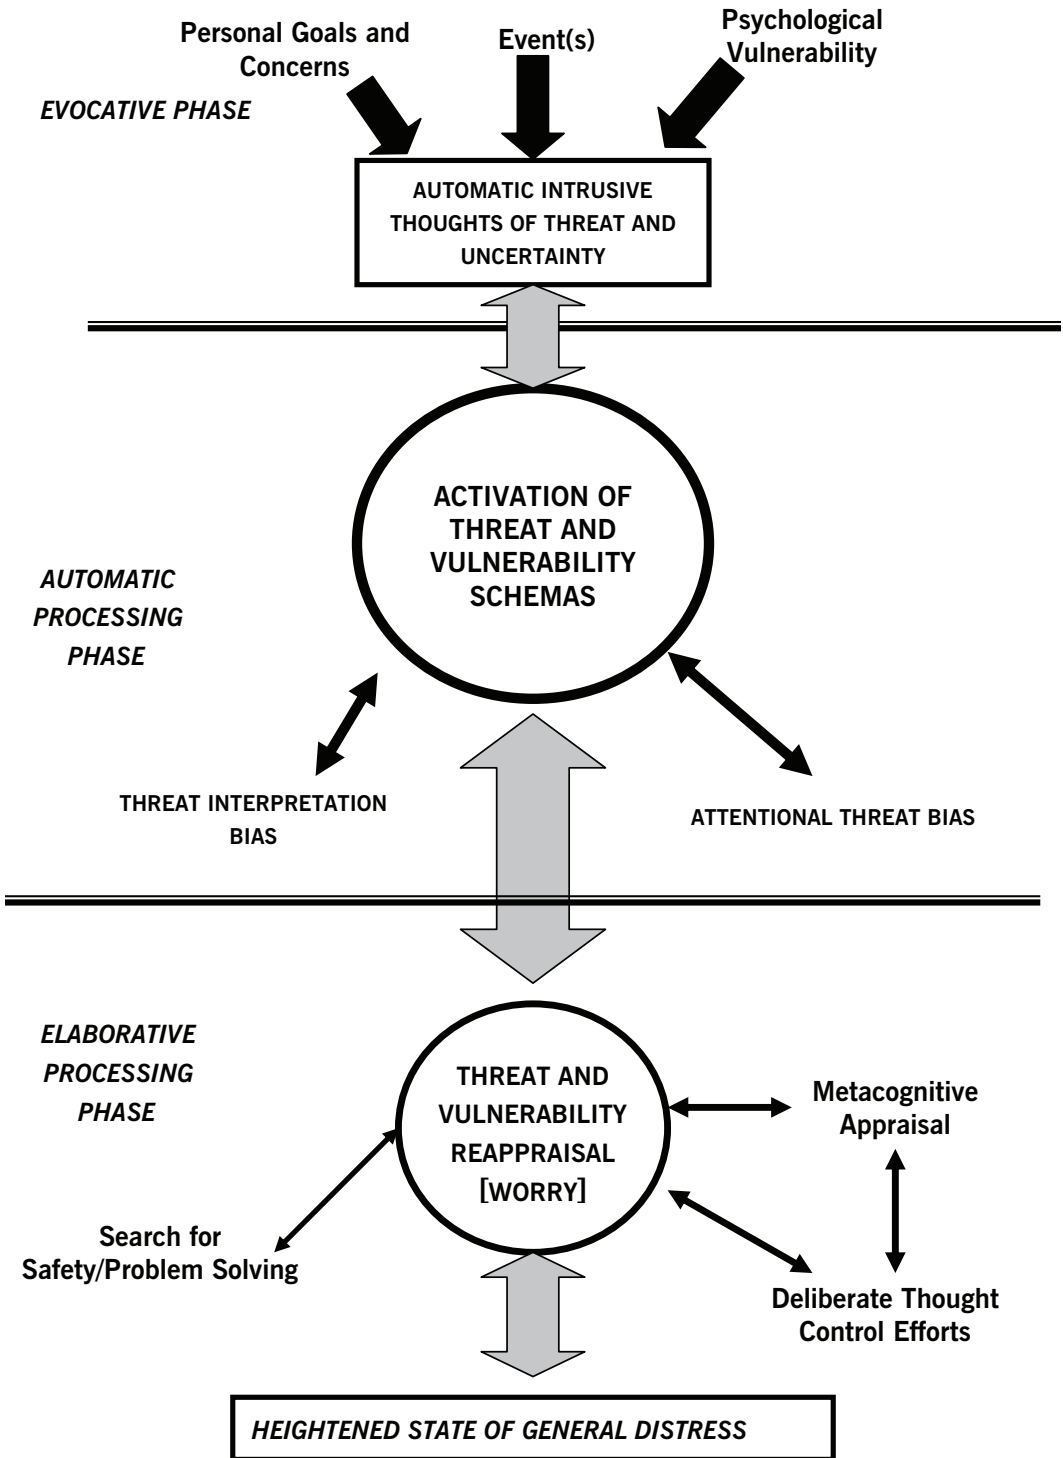 Personal Goals and
Concerns
Event(s)
Psychological
Vulnerability
EVOCATIVE PHASE
AUTOMATIC INTRUSIVE
THOUGHTS OF THREAT AND
UNCERTAINTY
ACTIVATION OF
THREAT AND
VULNERABILITY
SCHEMAS
AUTOMATIC
PROCESSING
PHASE
THREAT INTERPRETATION
BIAS
ATTENTIONAL THREAT BIAS
ELABORATIVE
PROCESSING
PHASE
THREAT AND
VULNERABILITY
REAPPRAISAL
[WORRY]
Metacognitive
Appraisal
Search for
Safety/Problem Solving
Deliberate Thought
Control Efforts
HEIGHTENED STATE OF GENERAL DISTRESS